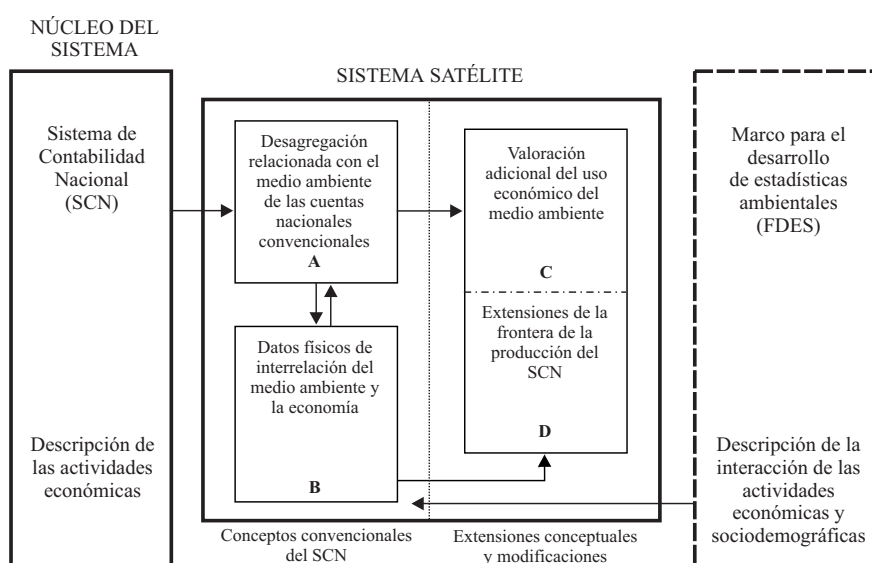 NÚCLEO DEL
SISTEMA
Sistema de
Contabilidad
Nacional
(SCN)
Descripción de
las actividades
económicas
SISTEMA SATÉLITE
Desagregación
relacionada con el
medio ambiente
de las cuentas
nacionales
convencionales
A
Datos físicos de
interrelación del
medio ambiente y
la economía
B
Conceptos convencionales
del SCN
Valoración
adicional del uso
económico del
medio ambiente
C
Extensiones de la
frontera de la
producción del
SCN
D
Extensiones conceptuales
y modificaciones
Marco para el
desarrollo
de estadísticas
ambientales
(FDES)
Descripción de la
interacción de las
actividades
económicas y
sociodemográficas